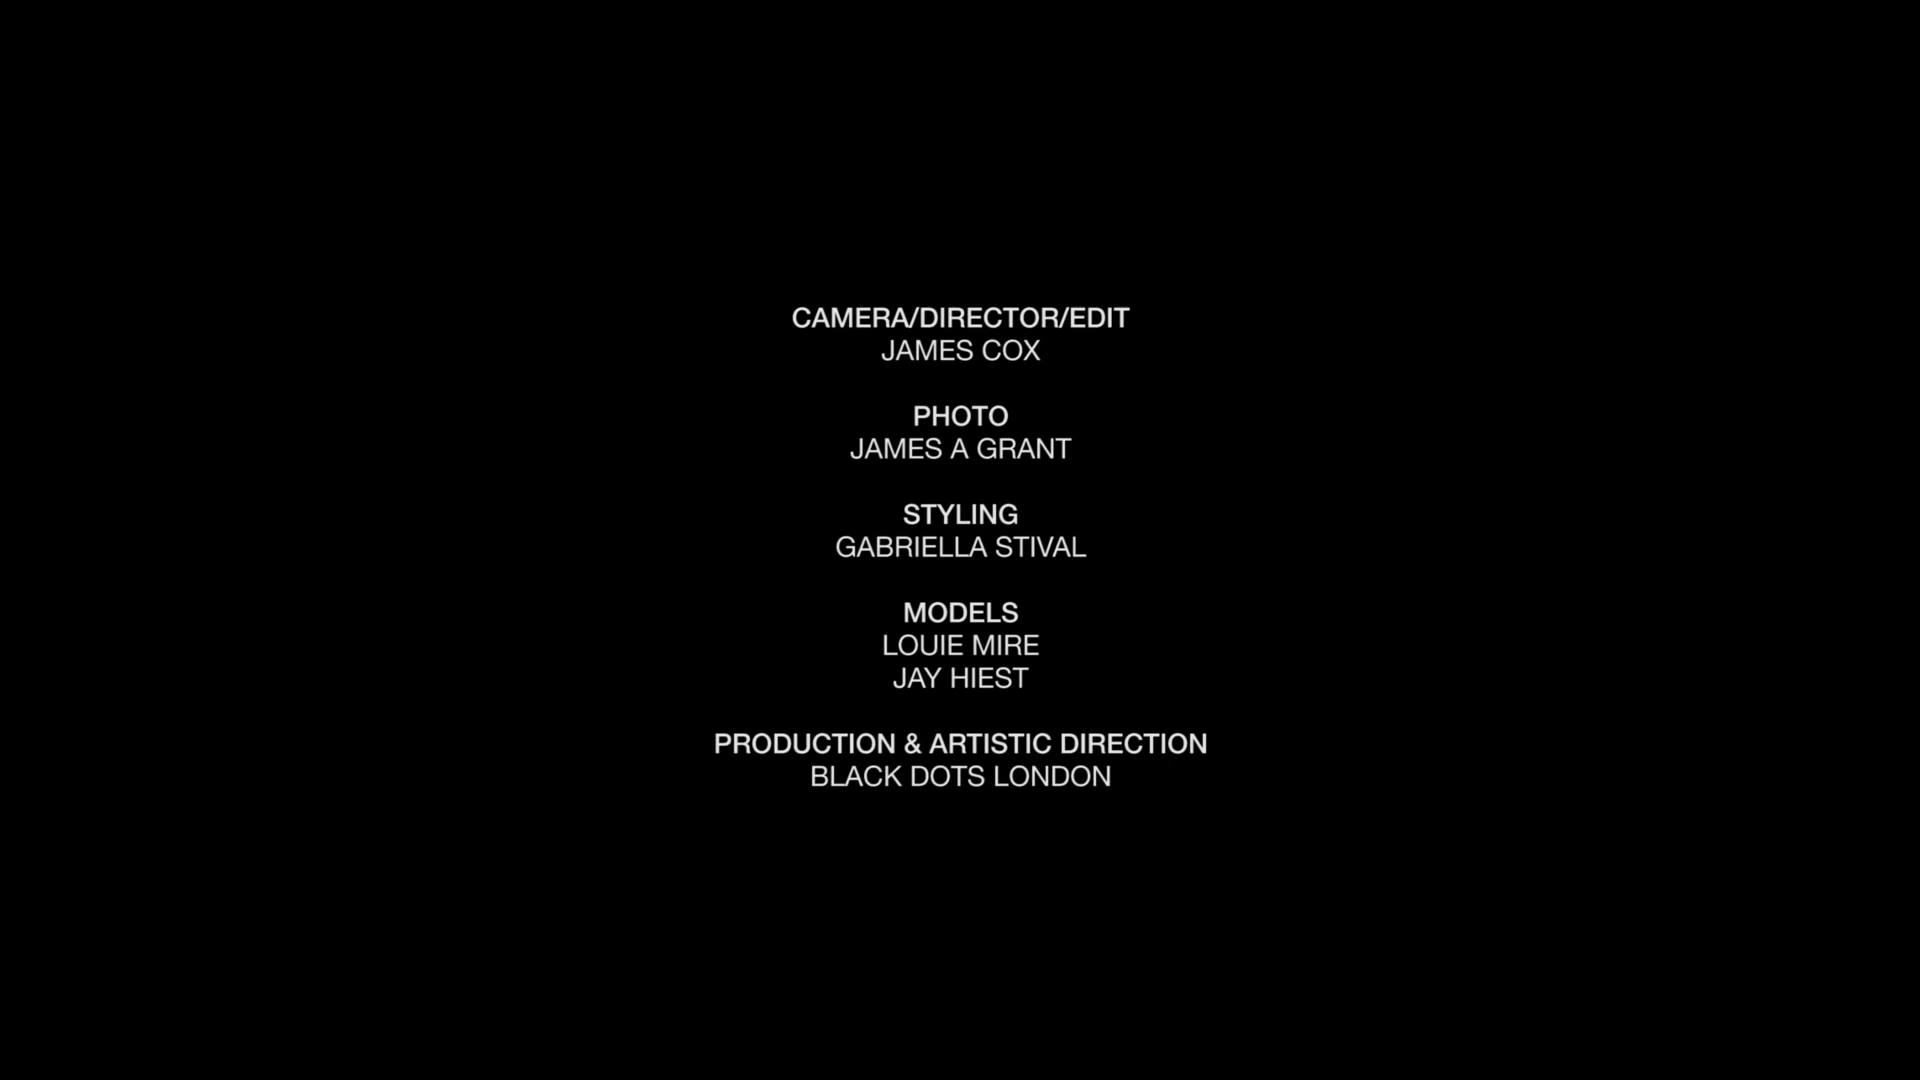 CAMERA/DIRECTOR/EDIT
JAMES COX
PHOTO
JAMES A GRANT
STYLING
GABRIELLA STIVAL
MODELS
LOUIE MIRE
JAY HIEST
PRODUCTION & ARTISTIC DIRECTION
BLACK DOTS LONDON